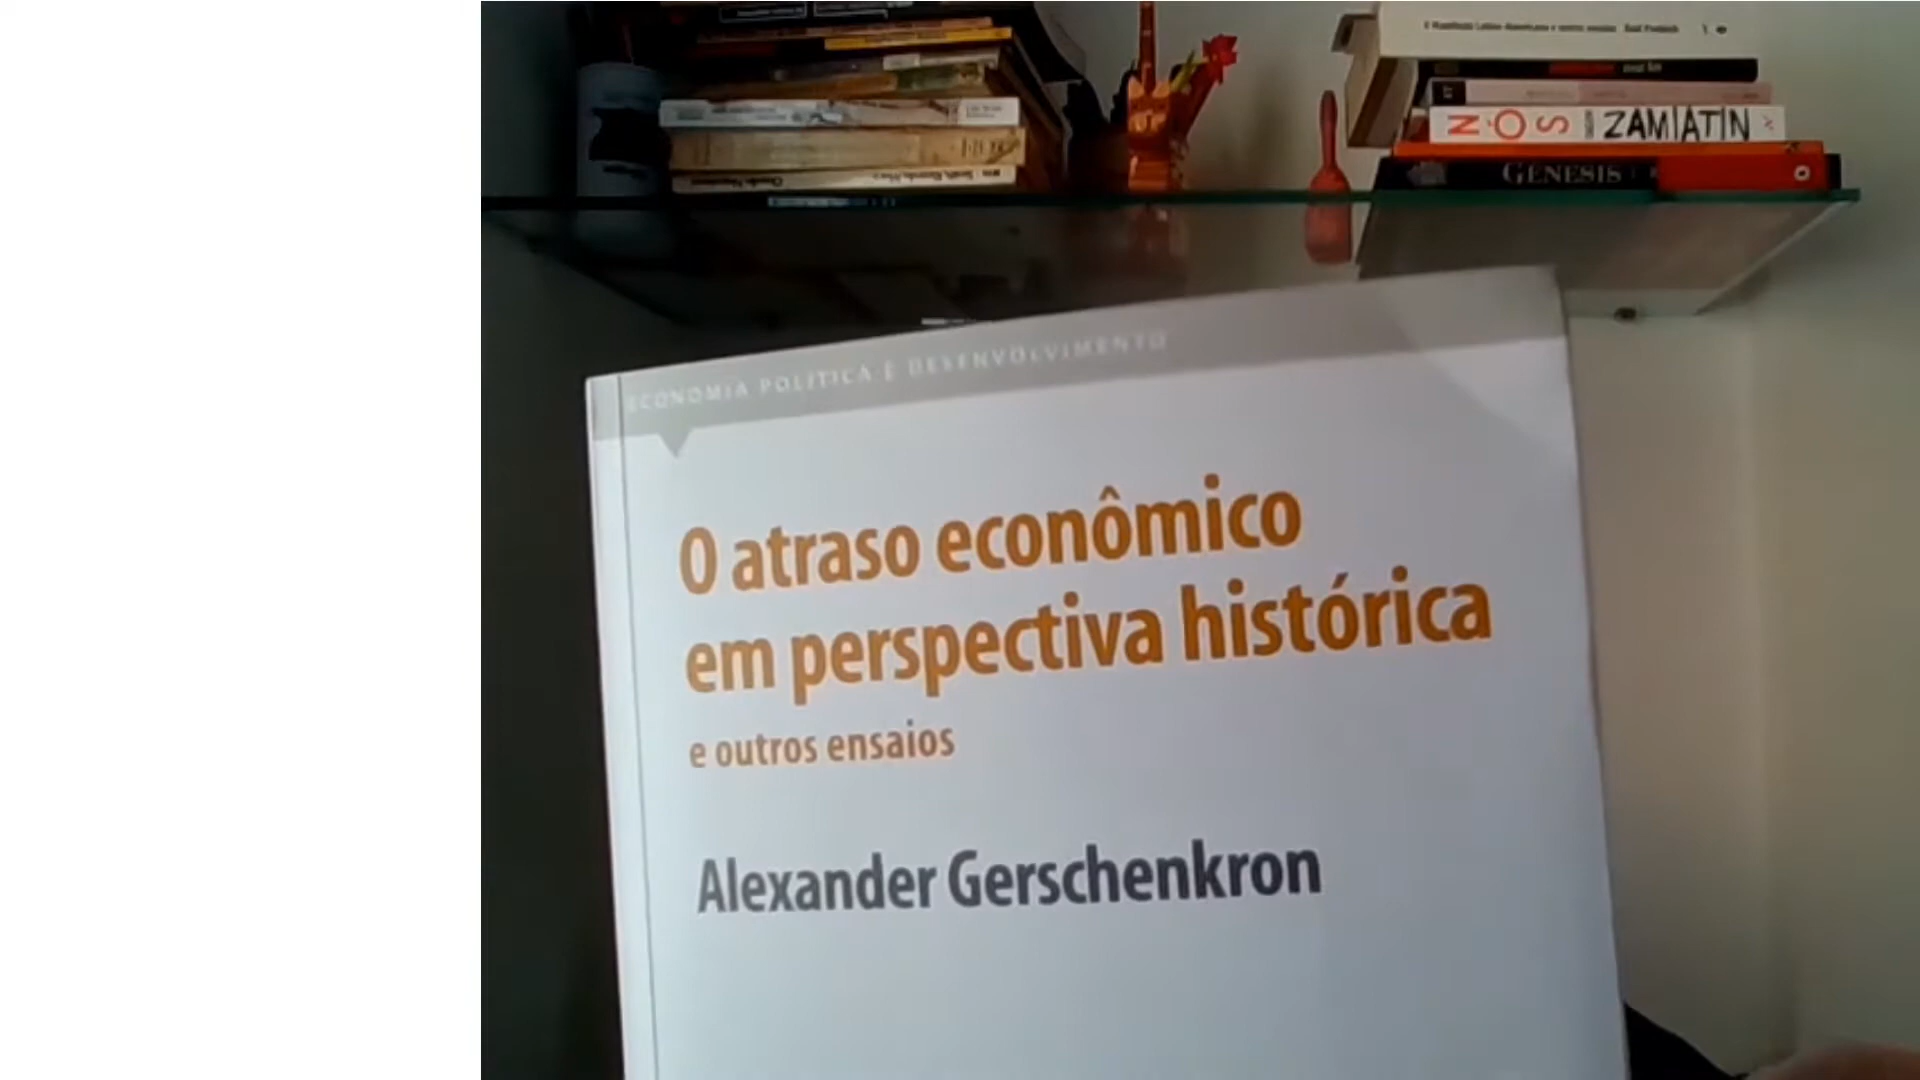 NÓS ZAMIATIN
GENESIS
ECONOMIA POLÍTICA E DESENVOLVIMENTO
O atraso econômico
em perspectiva histórica
e outros ensaios
Alexander Gerschenkron